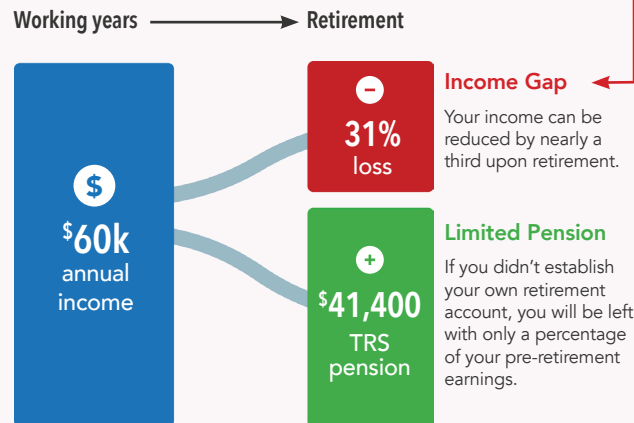 Working years
Retirement
$
$60k
annual
income
−
31%
loss
Income Gap
Your income can be
reduced by nearly a
third upon retirement.
+
$41,400
TRS
pension
Limited Pension
If you didn’t establish
your own retirement
account, you will be left
with only a percentage
of your pre-retirement
earnings.